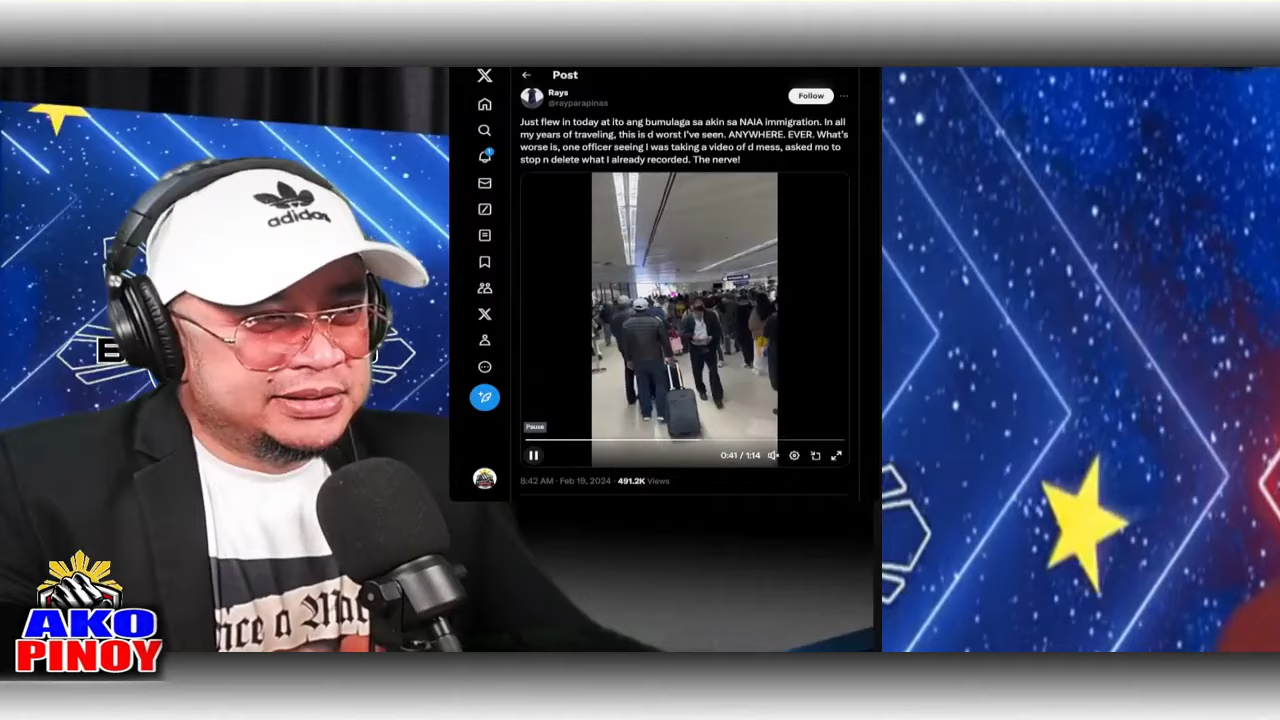 adidas
Post
Rays
@rayparapinas
Follow
Just flew in today at ito ang bumulaga sa akin sa NAIA immigration. In all
my years of traveling, this is d worst I've seen. ANYWHERE. EVER. What's
worse is, one officer seeing I was taking a video of d mess, asked mo to
stop n delete what I already recorded. The nerve!
Pause
0:41 / 1:14
8:42 AM · Feb 19, 2024 · 491.2K Views
AKO
PINOY